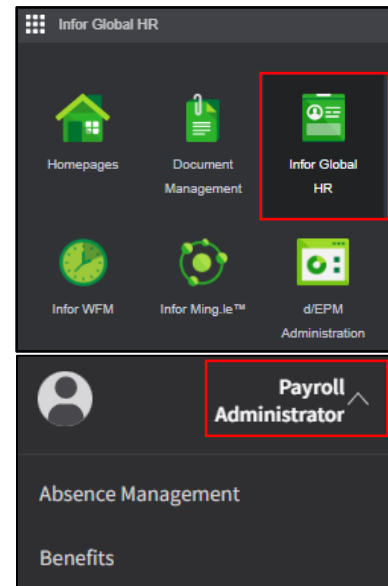 Infor Global HR
Homepages
Document
Management
Infor Global
HR
Infor WFM
Infor Ming.le™
d/EPM
Administration
Payroll
Administrator
Absence Management
Benefits